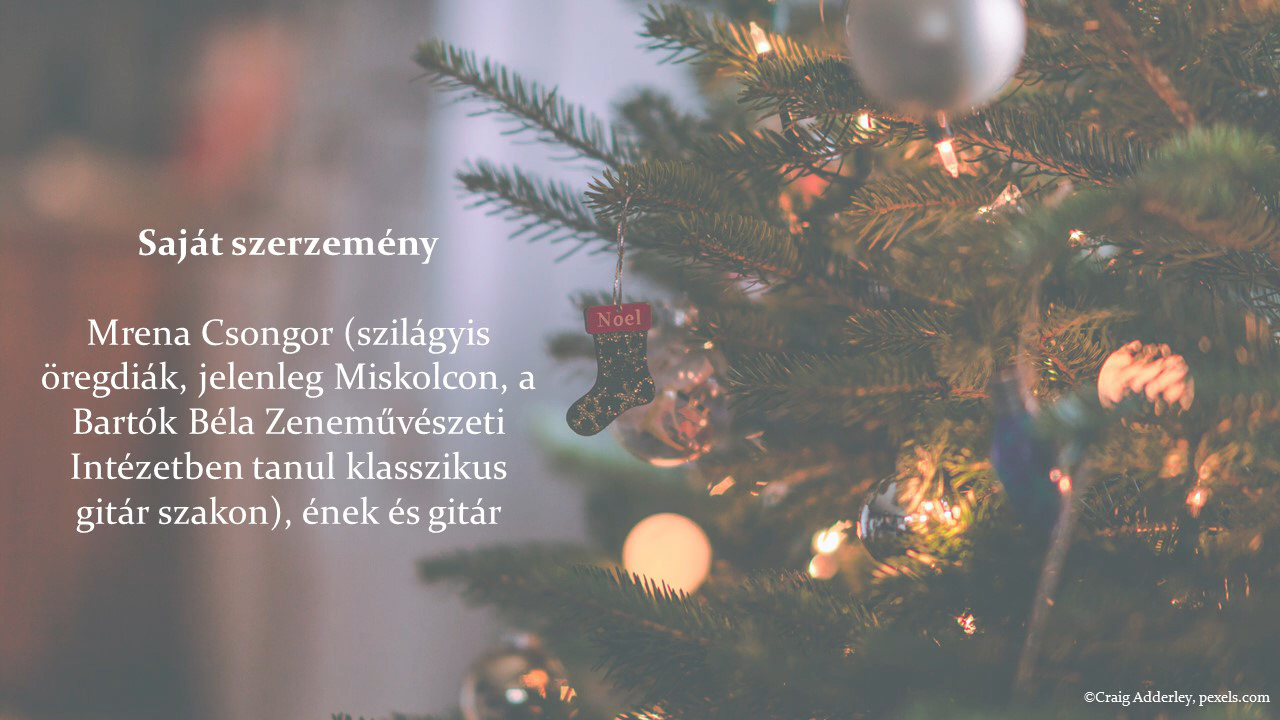 Saját szerzemény
Mrena Csongor (szilágyis
öregdiák, jelenleg Miskolcon, a
Bartók Béla Zeneművészeti
Intézetben tanul klasszikus
gitár szakon), ének és gitár
Noel
©Craig Adderley, pexels.com